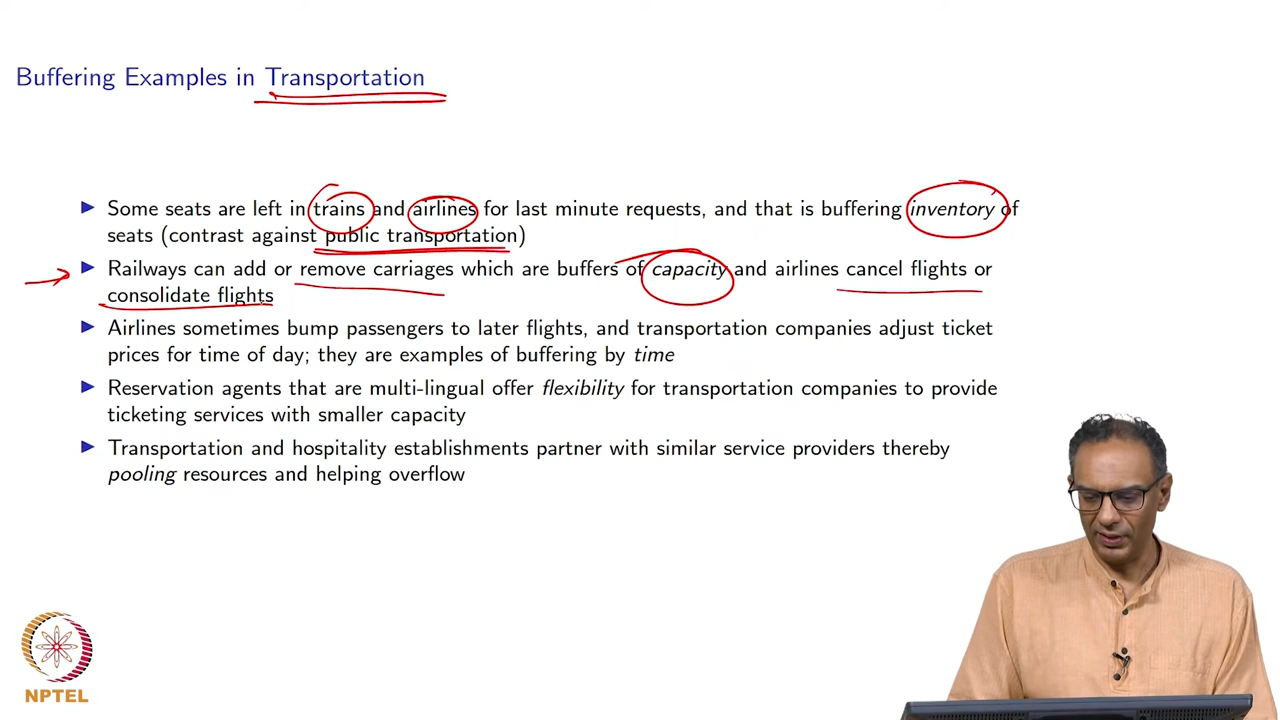 Buffering Examples in Transportation
Some seats are left in trains and airlines for last minute requests, and that is buffering inventory of
seats (contrast against public transportation)
Railways can add or remove carriages which are buffers of capacity and airlines cancel flights or
consolidate flights
Airlines sometimes bump passengers to later flights, and transportation companies adjust ticket
prices for time of day; they are examples of buffering by time
Reservation agents that are multi-lingual offer flexibility for transportation companies to provide
ticketing services with smaller capacity
Transportation and hospitality establishments partner with similar service providers thereby
pooling resources and helping overflow
NPTEL